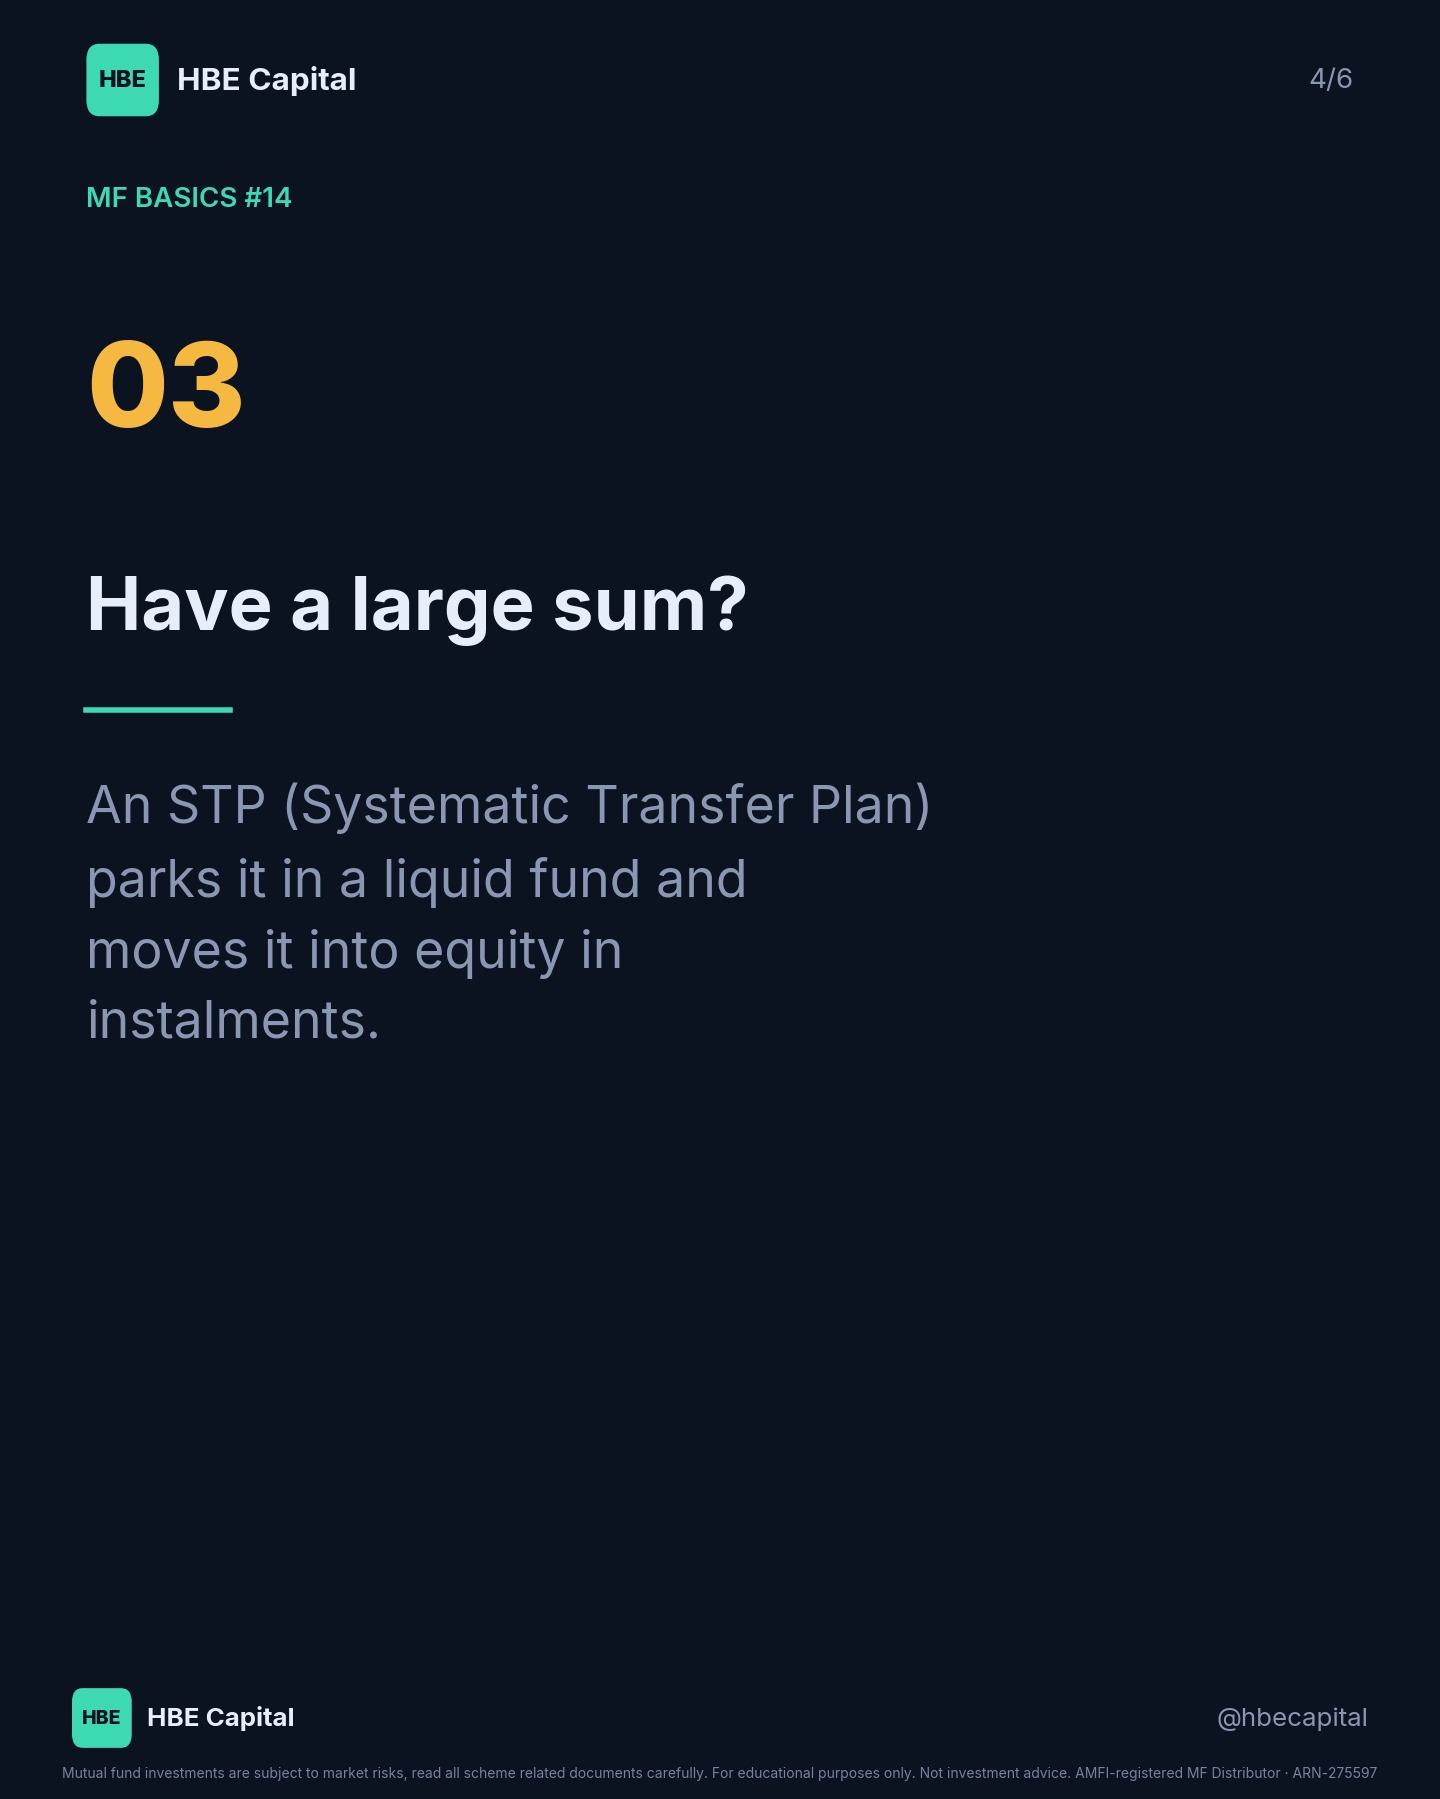 HBE HBE Capital 4/6
MF BASICS #14
03
Have a large sum?
An STP (Systematic Transfer Plan)
parks it in a liquid fund and
moves it into equity in
instalments.
HBE HBE Capital @hbecapital
Mutual fund investments are subject to market risks, read all scheme related documents carefully. For educational purposes only. Not investment advice. AMFI-registered MF Distributor · ARN-275597